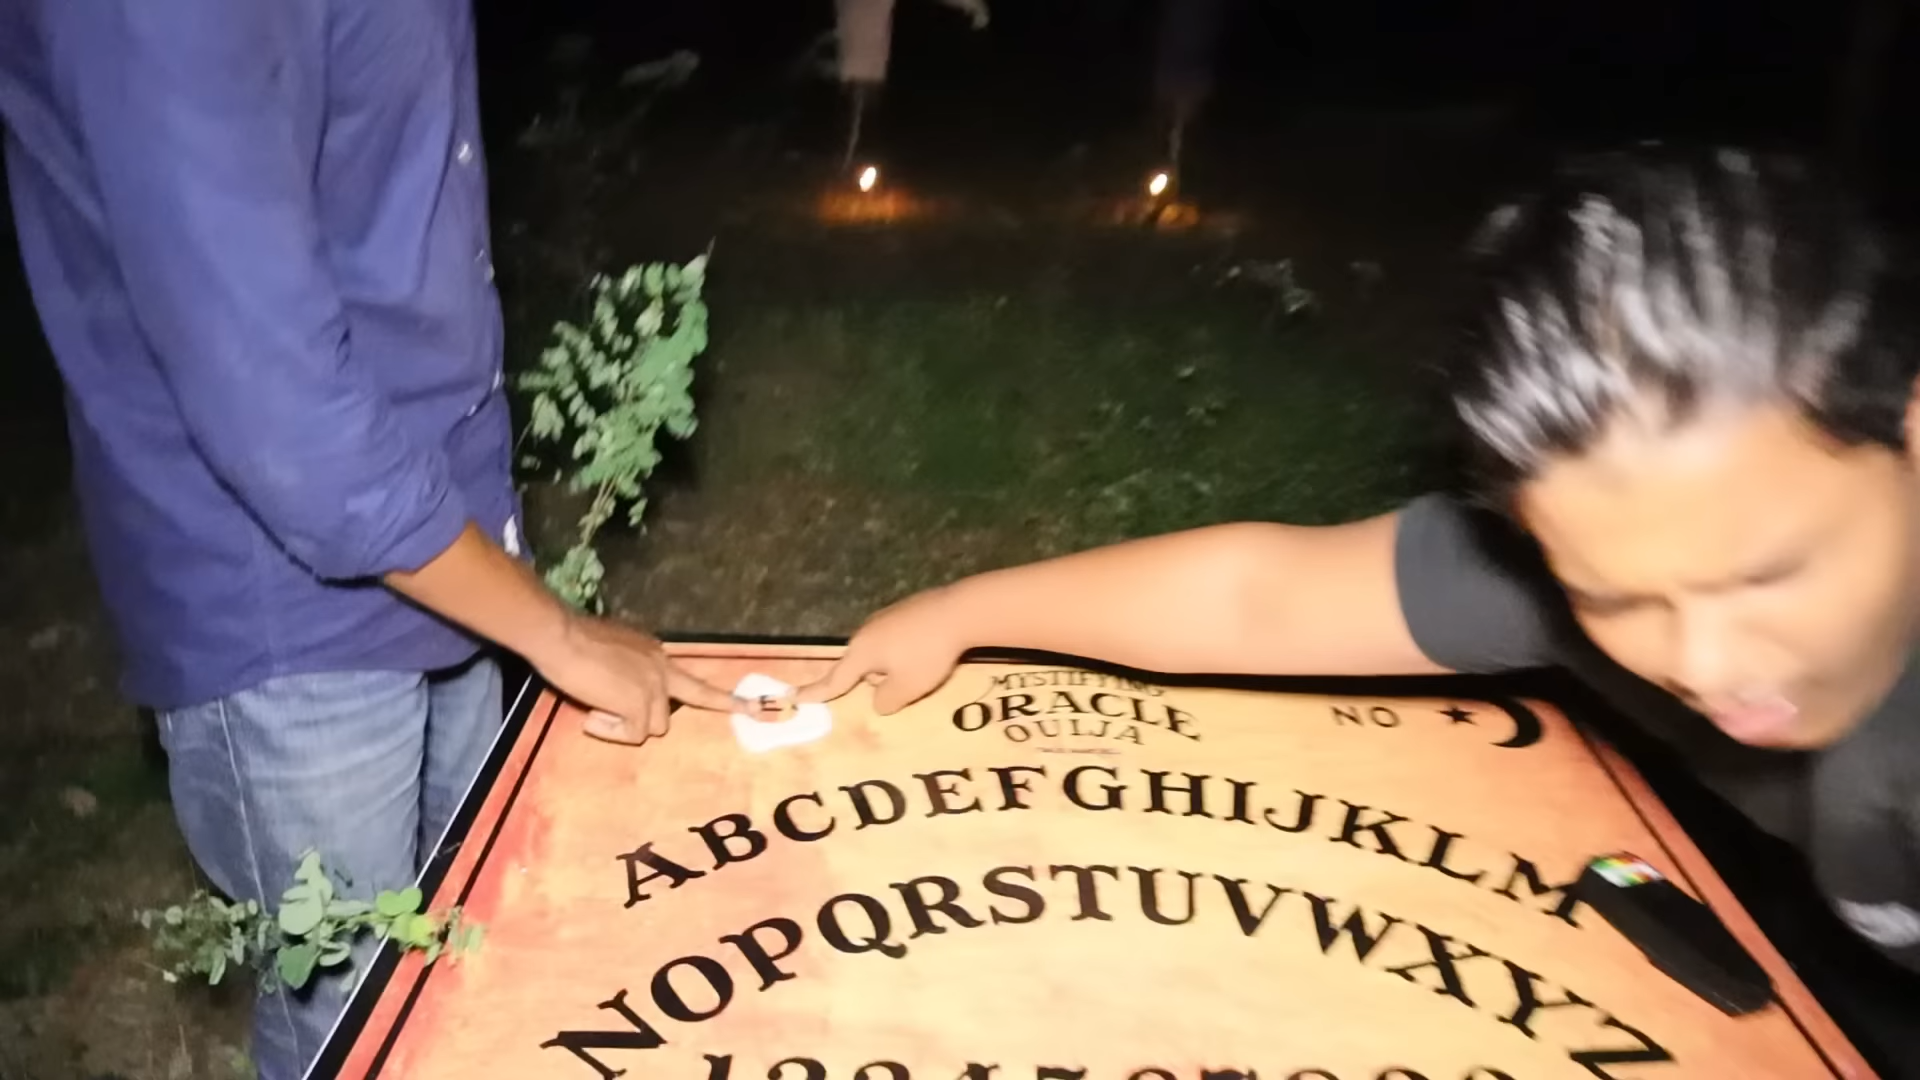 MYSTIFYING
ORACLE
OUIJA
NO
E
ABCDEFGHIJKLM
NOPQRSTUVWXYZ